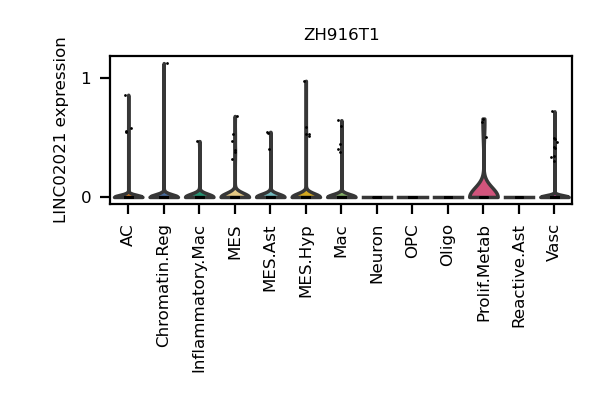 ZH916T1
LINC02021 expression
1
0
AC
Chromatin.Reg
Inflammatory.Mac
MES
MES.Ast
MES.Hyp
Mac
Neuron
OPC
Oligo
Prolif.Metab
Reactive.Ast
Vasc